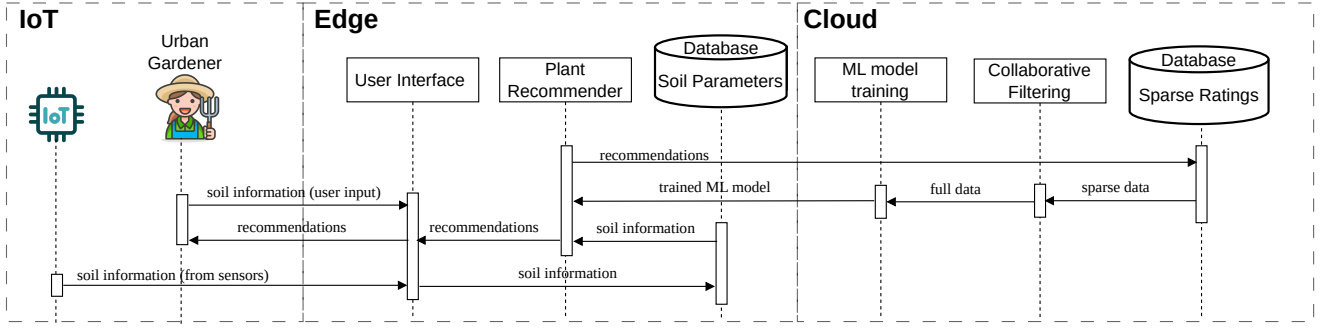 IoT
Edge
Cloud
Urban
Gardener
IoT
User Interface
Plant
Recommender
Database
Soil Parameters
ML model
training
Collaborative
Filtering
Database
Sparse Ratings
recommendations
soil information (user input)
trained ML model
full data
sparse data
recommendations
recommendations
soil information
soil information (from sensors)
soil information